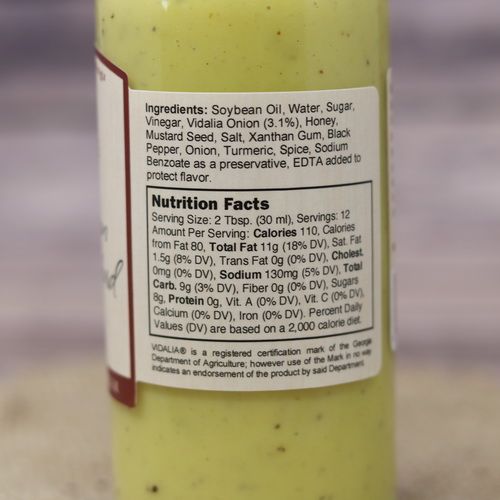 Ingredients: Soybean Oil, Water, Sugar,
Vinegar, Vidalia Onion (3.1%), Honey,
Mustard Seed, Salt, Xanthan Gum, Black
Pepper, Onion, Turmeric, Spice, Sodium
Benzoate as a preservative, EDTA added to
protect flavor.
Nutrition Facts
Serving Size: 2 Tbsp. (30 ml), Servings: 12
Amount Per Serving: Calories 110, Calories
from Fat 80, Total Fat 11g (18% DV), Sat. Fat
1.5g (8% DV), Trans Fat 0g (0% DV), Cholest.
0mg (0% DV), Sodium 130mg (5% DV), Total
Carb. 9g (3% DV), Fiber 0g (0% DV), Sugars
8g, Protein 0g, Vit. A (0% DV), Vit. C (0% DV),
Calcium (0% DV), Iron (0% DV). Percent Daily
Values (DV) are based on a 2,000 calorie diet.
VIDALIA® is a registered certification mark of the Georgia
Department of Agriculture; however use of the Mark in no way
indicates an endorsement of the product by said Department.